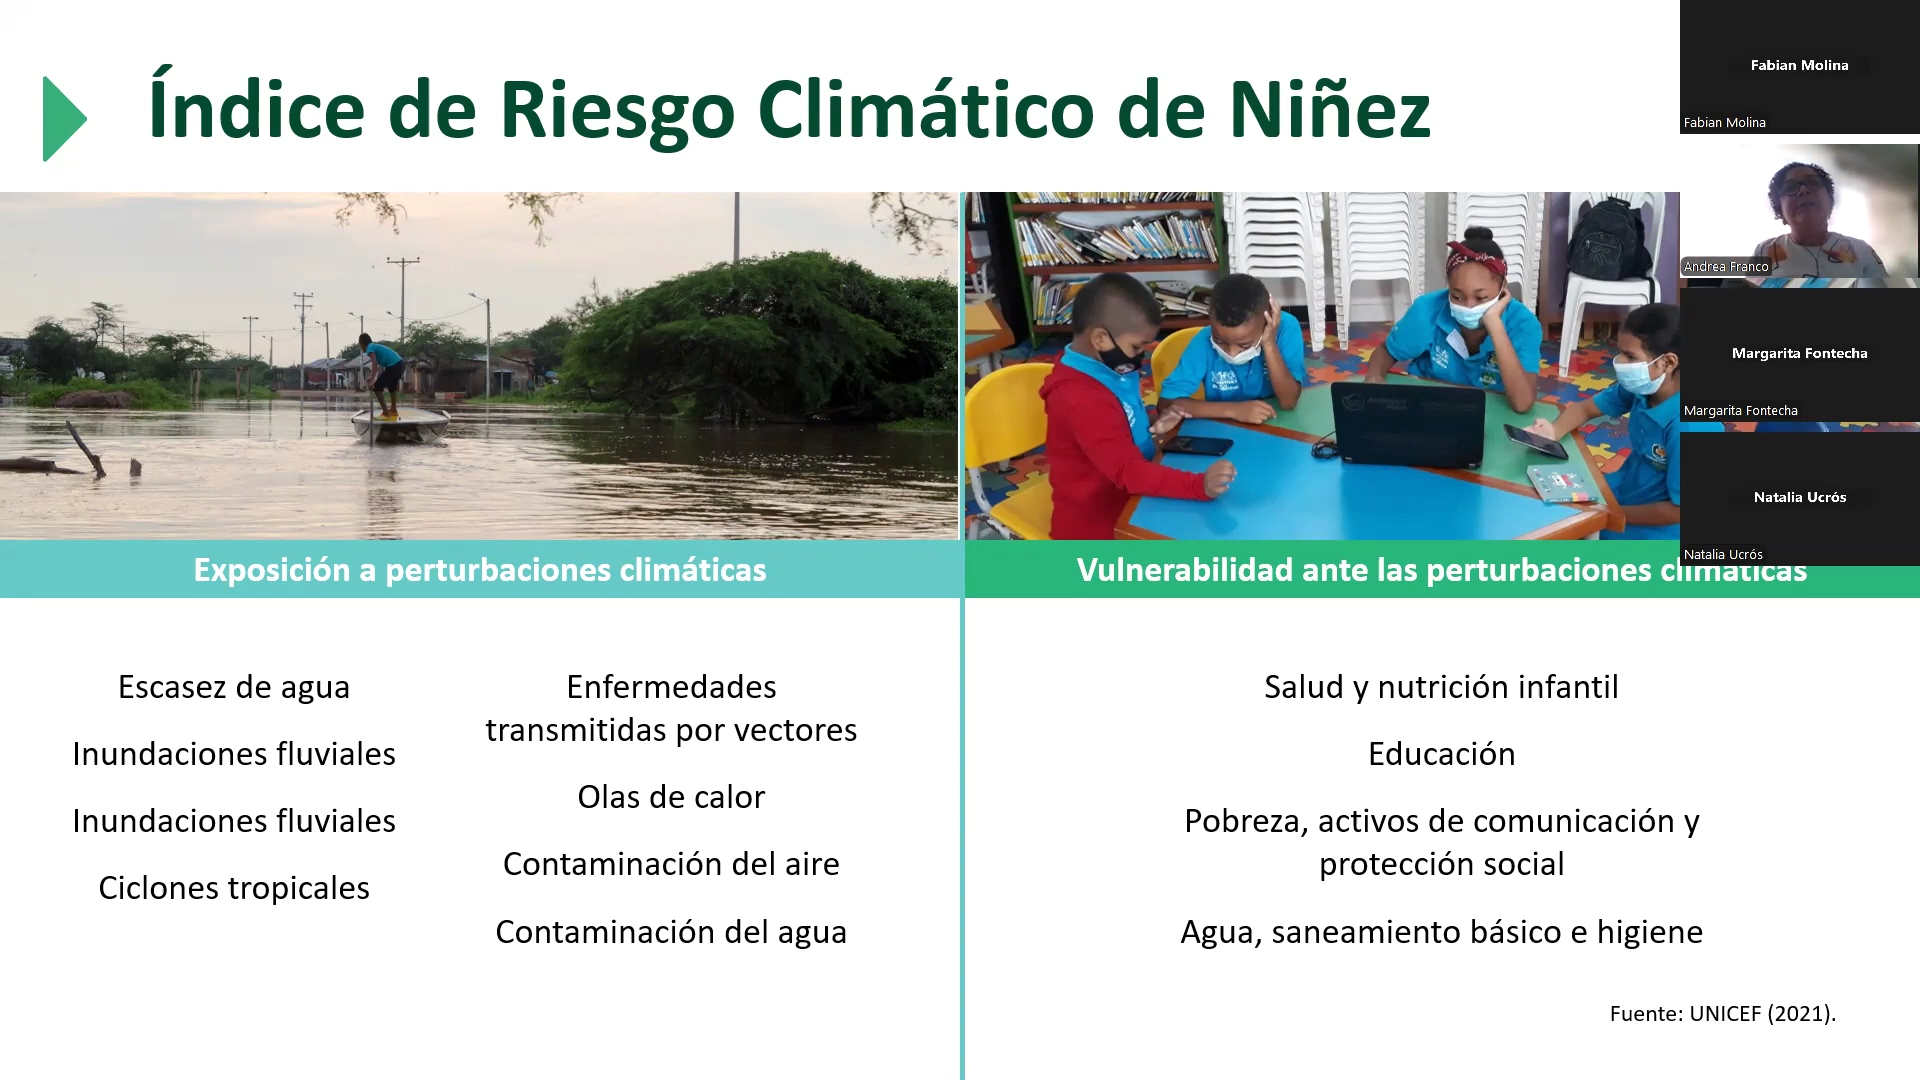 Índice de Riesgo Climático de Niñez
Fabian Molina
Fabian Molina
Andrea Franco
Margarita Fontecha
Margarita Fontecha
Natalia Ucrós
Natalia Ucrós
Exposición a perturbaciones climáticas
Escasez de agua
Inundaciones fluviales
Inundaciones fluviales
Ciclones tropicales
Enfermedades
transmitidas por vectores
Olas de calor
Contaminación del aire
Contaminación del agua
Vulnerabilidad ante las perturbaciones climáticas
Salud y nutrición infantil
Educación
Pobreza, activos de comunicación y
protección social
Agua, saneamiento básico e higiene
Fuente: UNICEF (2021).